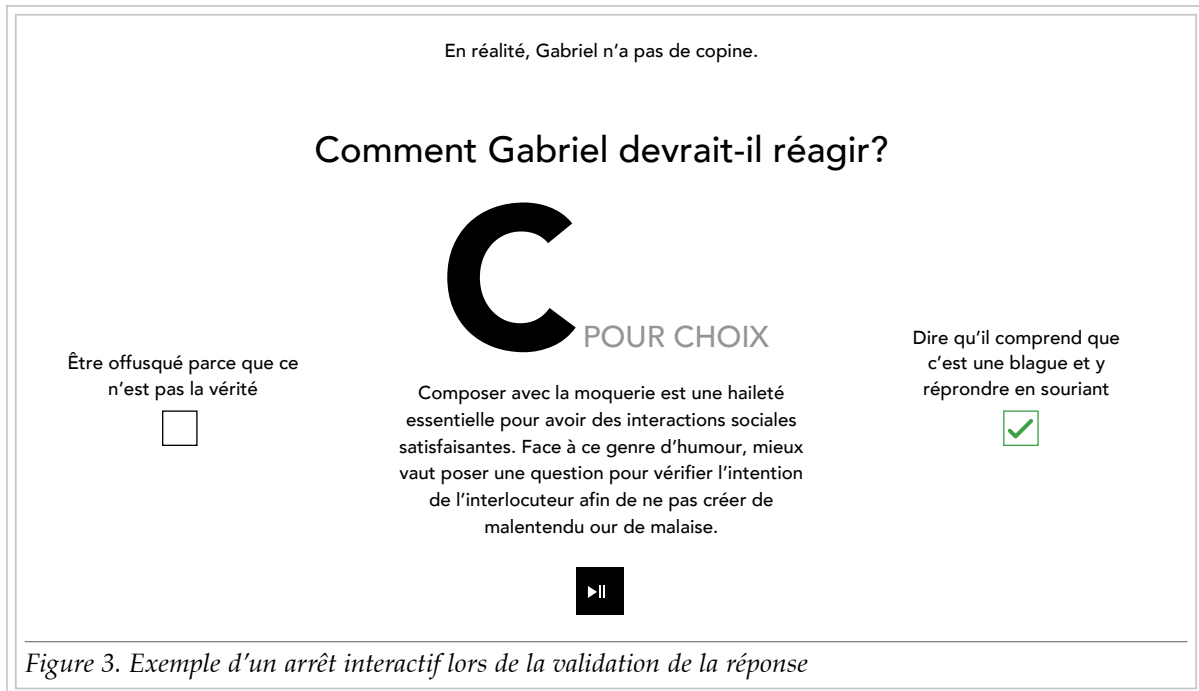 En réalité, Gabriel n'a pas de copine.
Comment Gabriel devrait-il réagir?
C
POUR CHOIX
Être offusqué parce que ce
n'est pas la vérité
Composer avec la moquerie est une haileté
essentielle pour avoir des interactions sociales
satisfaisantes. Face à ce genre d'humour, mieux
vaut poser une question pour vérifier l'intention
de l'interlocuteur afin de ne pas créer de
malentendu our de malaise.
Dire qu'il comprend que
c'est une blague et y
réprondre en souriant
Figure 3. Exemple d'un arrêt interactif lors de la validation de la réponse